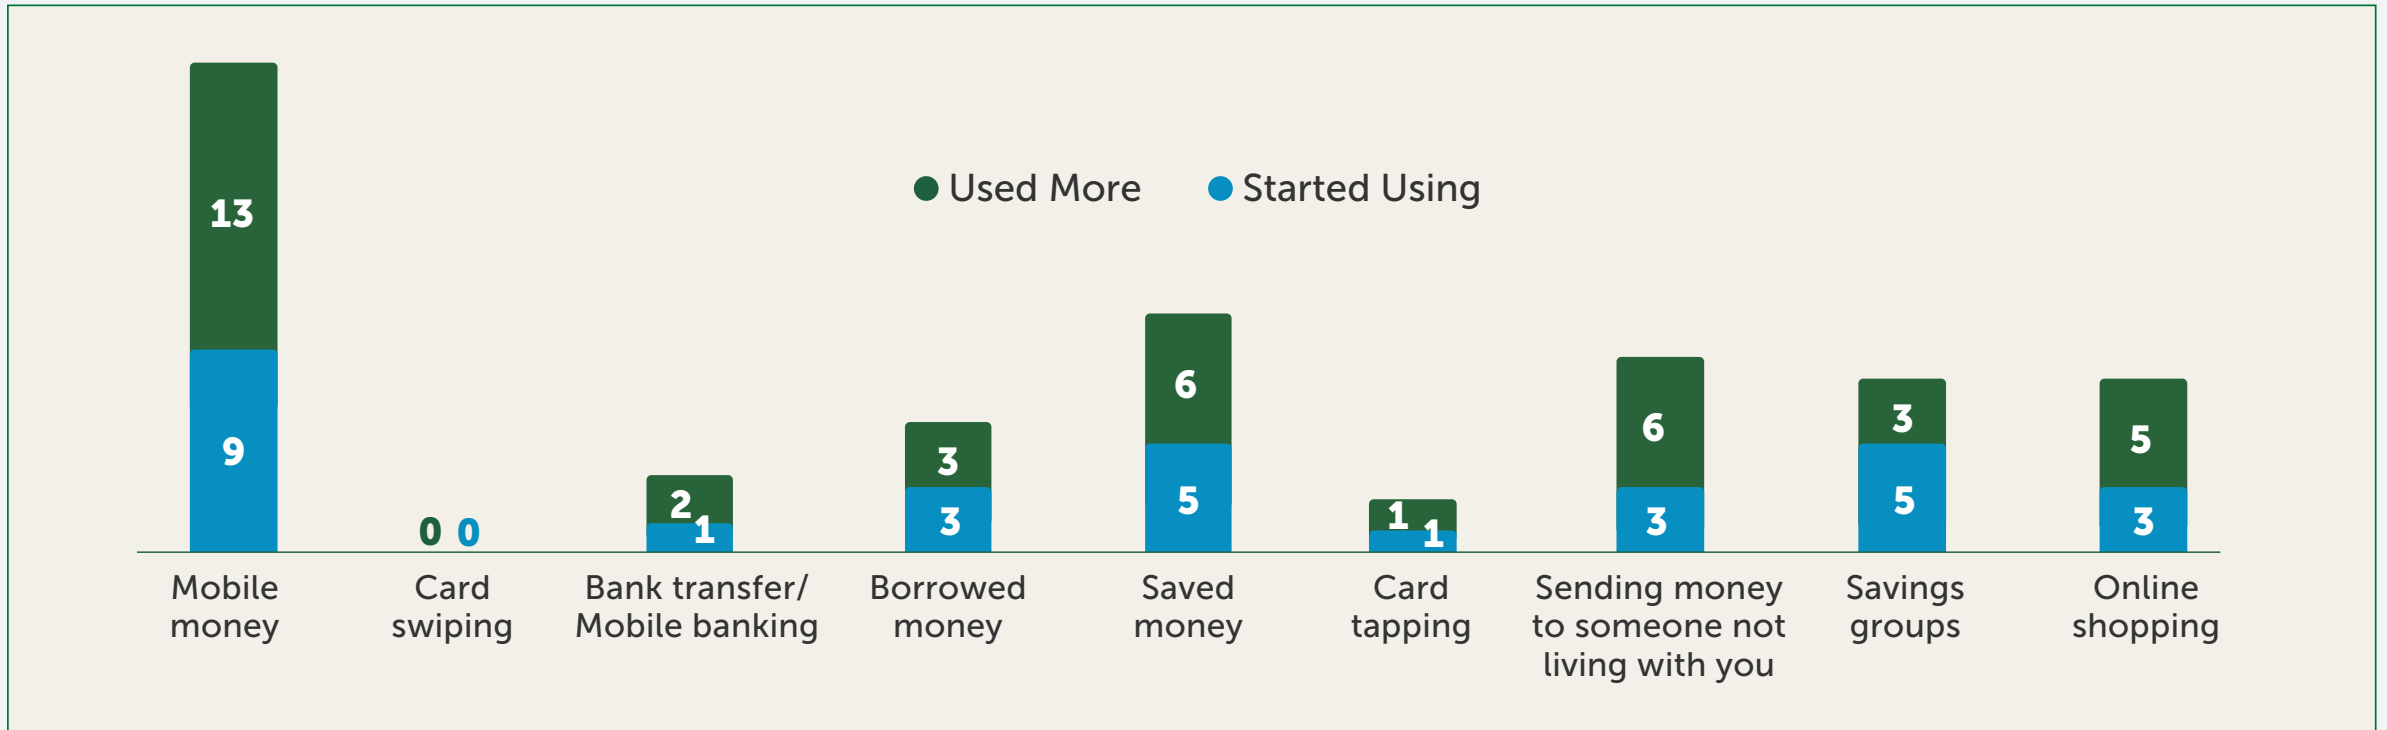 Used More
Started Using
13
9
0 0
2
1
3
3
6
5
1
1
6
3
3
5
5
3
Mobile
money
Card
swiping
Bank transfer/
Mobile banking
Borrowed
money
Saved
money
Card
tapping
Sending money
to someone not
living with you
Savings
groups
Online
shopping